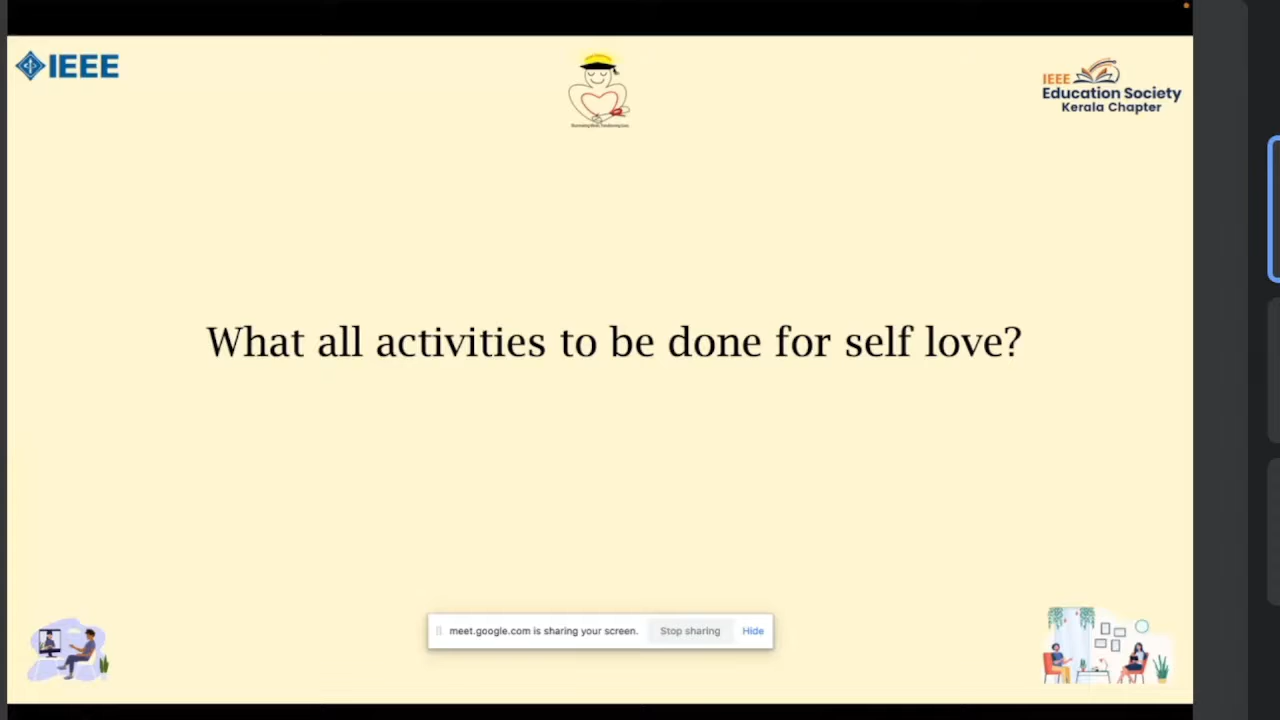 IEEE
IEEE
Education Society
Kerala Chapter
What all activities to be done for self love?
meet.google.com is sharing your screen. Stop sharing Hide